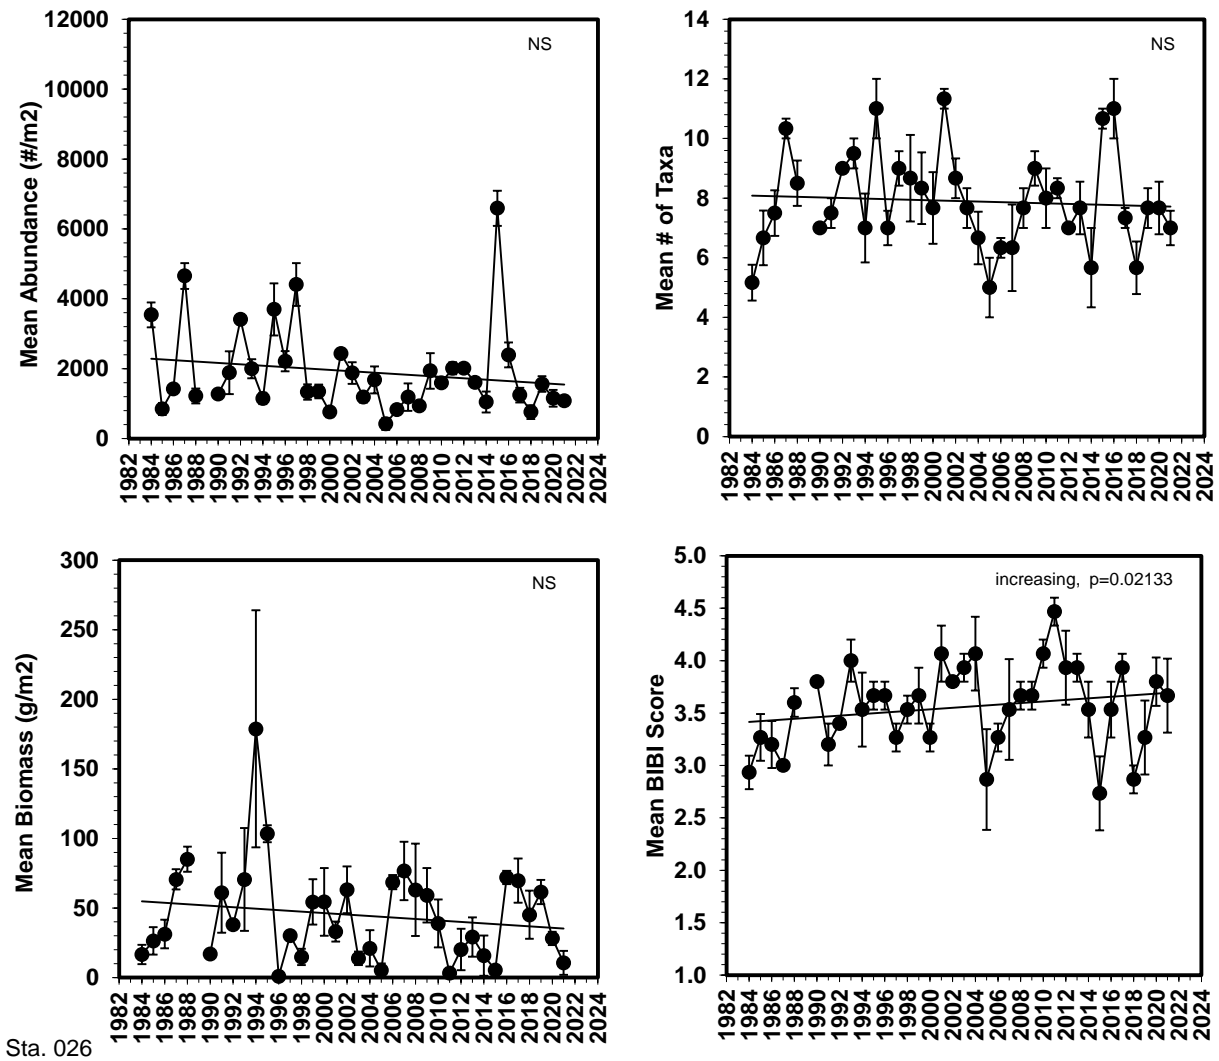 12000
10000
8000
6000
4000
2000
0
Mean Abundance (#/m2)
NS
1982 1984 1986 1988 1990 1992 1994 1996 1998 2000 2002 2004 2006 2008 2010 2012 2014 2016 2018 2020 2022 2024
14
12
10
8
6
4
2
0
Mean # of Taxa
NS
1982 1984 1986 1988 1990 1992 1994 1996 1998 2000 2002 2004 2006 2008 2010 2012 2014 2016 2018 2020 2022 2024
300
250
200
150
100
50
0
Mean Biomass (g/m2)
NS
1982 1984 1986 1988 1990 1992 1994 1996 1998 2000 2002 2004 2006 2008 2010 2012 2014 2016 2018 2020 2022 2024
5.0
4.5
4.0
3.5
3.0
2.5
2.0
1.5
1.0
Mean BIBI Score
increasing, p=0.02133
1982 1984 1986 1988 1990 1992 1994 1996 1998 2000 2002 2004 2006 2008 2010 2012 2014 2016 2018 2020 2022 2024
Sta. 026